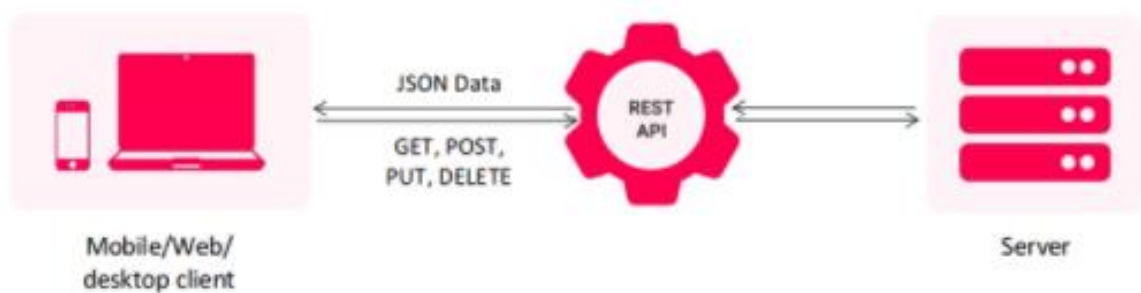 JSON Data
GET, POST,
PUT, DELETE
REST
API
Mobile/Web/
desktop client
Server